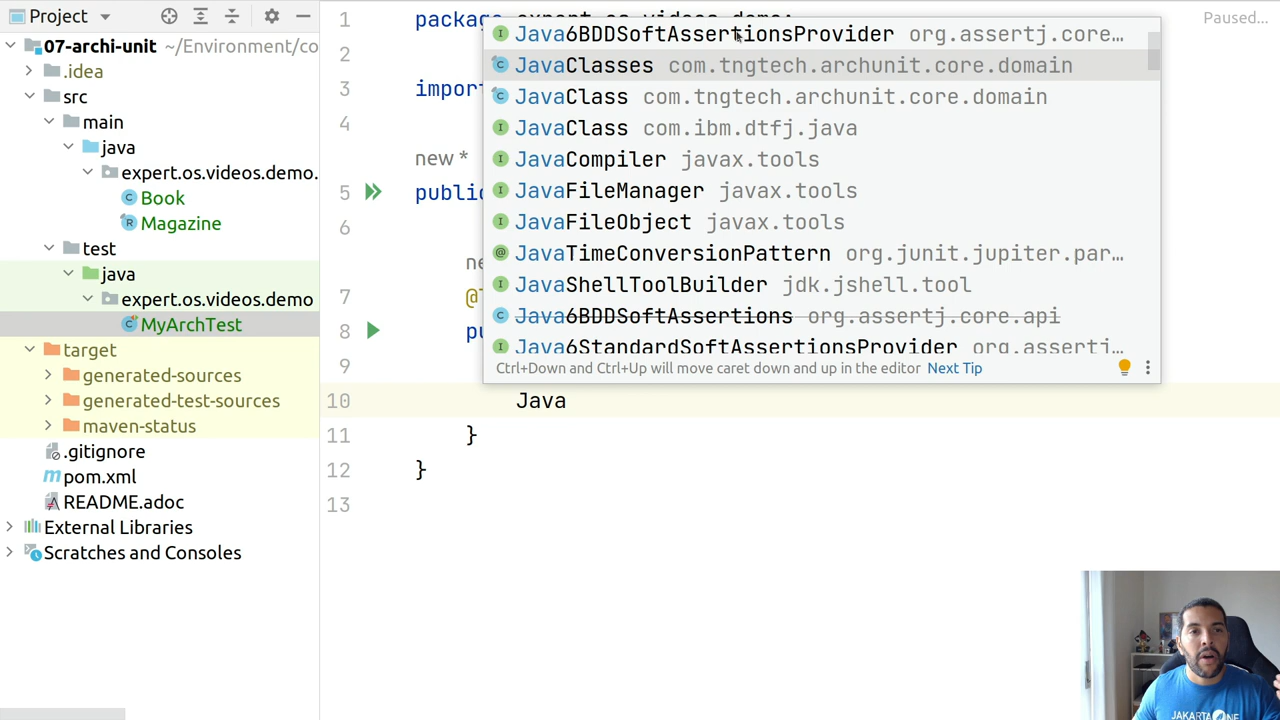 Project
07-archi-unit ~/Environment/co
.idea
src
main
java
expert.os.videos.demo.
Book
Magazine
test
java
expert.os.videos.demo
MyArchTest
target
generated-sources
generated-test-sources
maven-status
.gitignore
pom.xml
README.adoc
External Libraries
Scratches and Consoles
Paused...
1 package expert.os.videos.demo;
2
3 import
4
new *
5 public
6
7
8
9
10 Java
11 }
12 }
13
Java6BDDSoftAssertionsProvider org.assertj.core…
JavaClasses com.tngtech.archunit.core.domain
JavaClass com.tngtech.archunit.core.domain
JavaClass com.ibm.dtfj.java
JavaCompiler javax.tools
JavaFileManager javax.tools
JavaFileObject javax.tools
JavaTimeConversionPattern org.junit.jupiter.par…
JavaShellToolBuilder jdk.jshell.tool
Java6BDDSoftAssertions org.assertj.core.api
Java6StandardSoftAssertionsProvider org.assertj…
Ctrl+Down and Ctrl+Up will move caret down and up in the editor Next Tip
JAKARTAONE